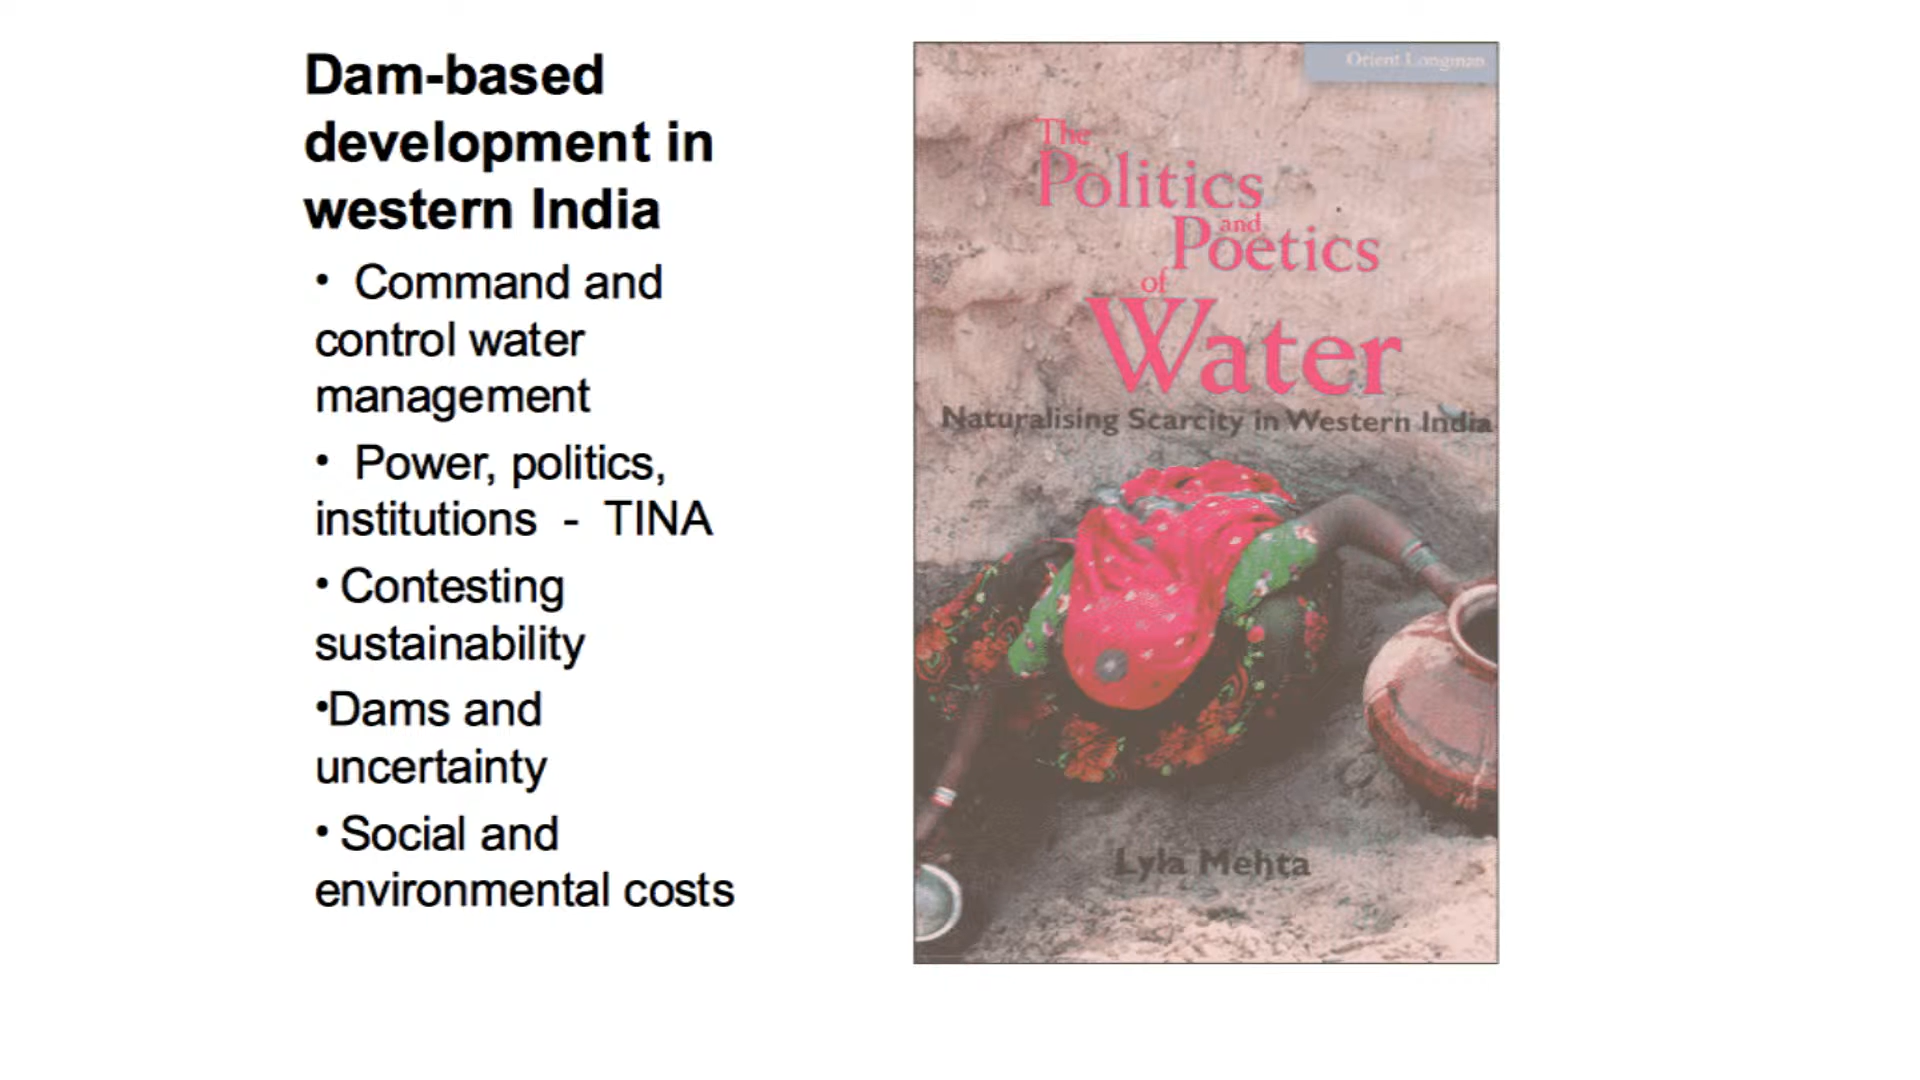 Dam-based
development in
western India
• Command and
control water
management
• Power, politics,
institutions - TINA
• Contesting
sustainability
•Dams and
uncertainty
• Social and
environmental costs
Orient Longman
The
Politics
and
Poetics
of
Water
Naturalising Scarcity in Western India
Lyla Mehta